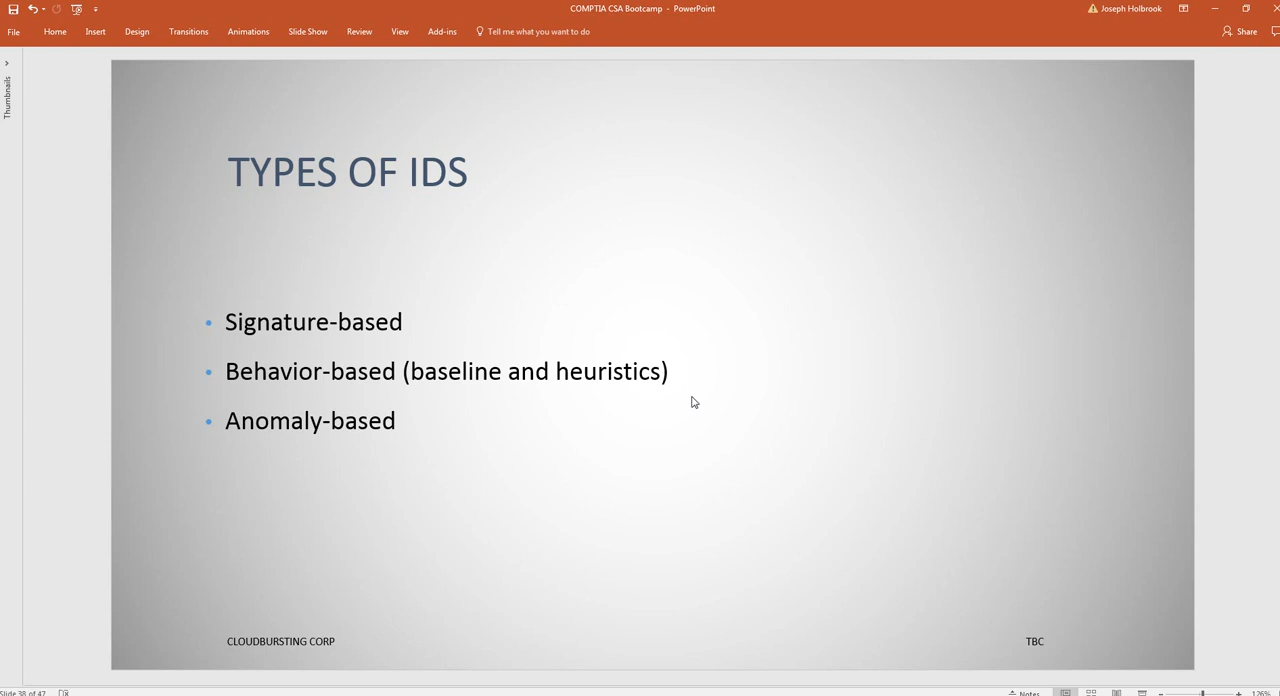 COMPTIA CSA Bootcamp - PowerPoint
Joseph Holbrook
File Home Insert Design Transitions Animations Slide Show Review View Add-ins Tell me what you want to do Share
Thumbnails
TYPES OF IDS
• Signature-based
• Behavior-based (baseline and heuristics)
• Anomaly-based
CLOUDBURSTING CORP TBC
Slide 38 of 47 Notes 126%